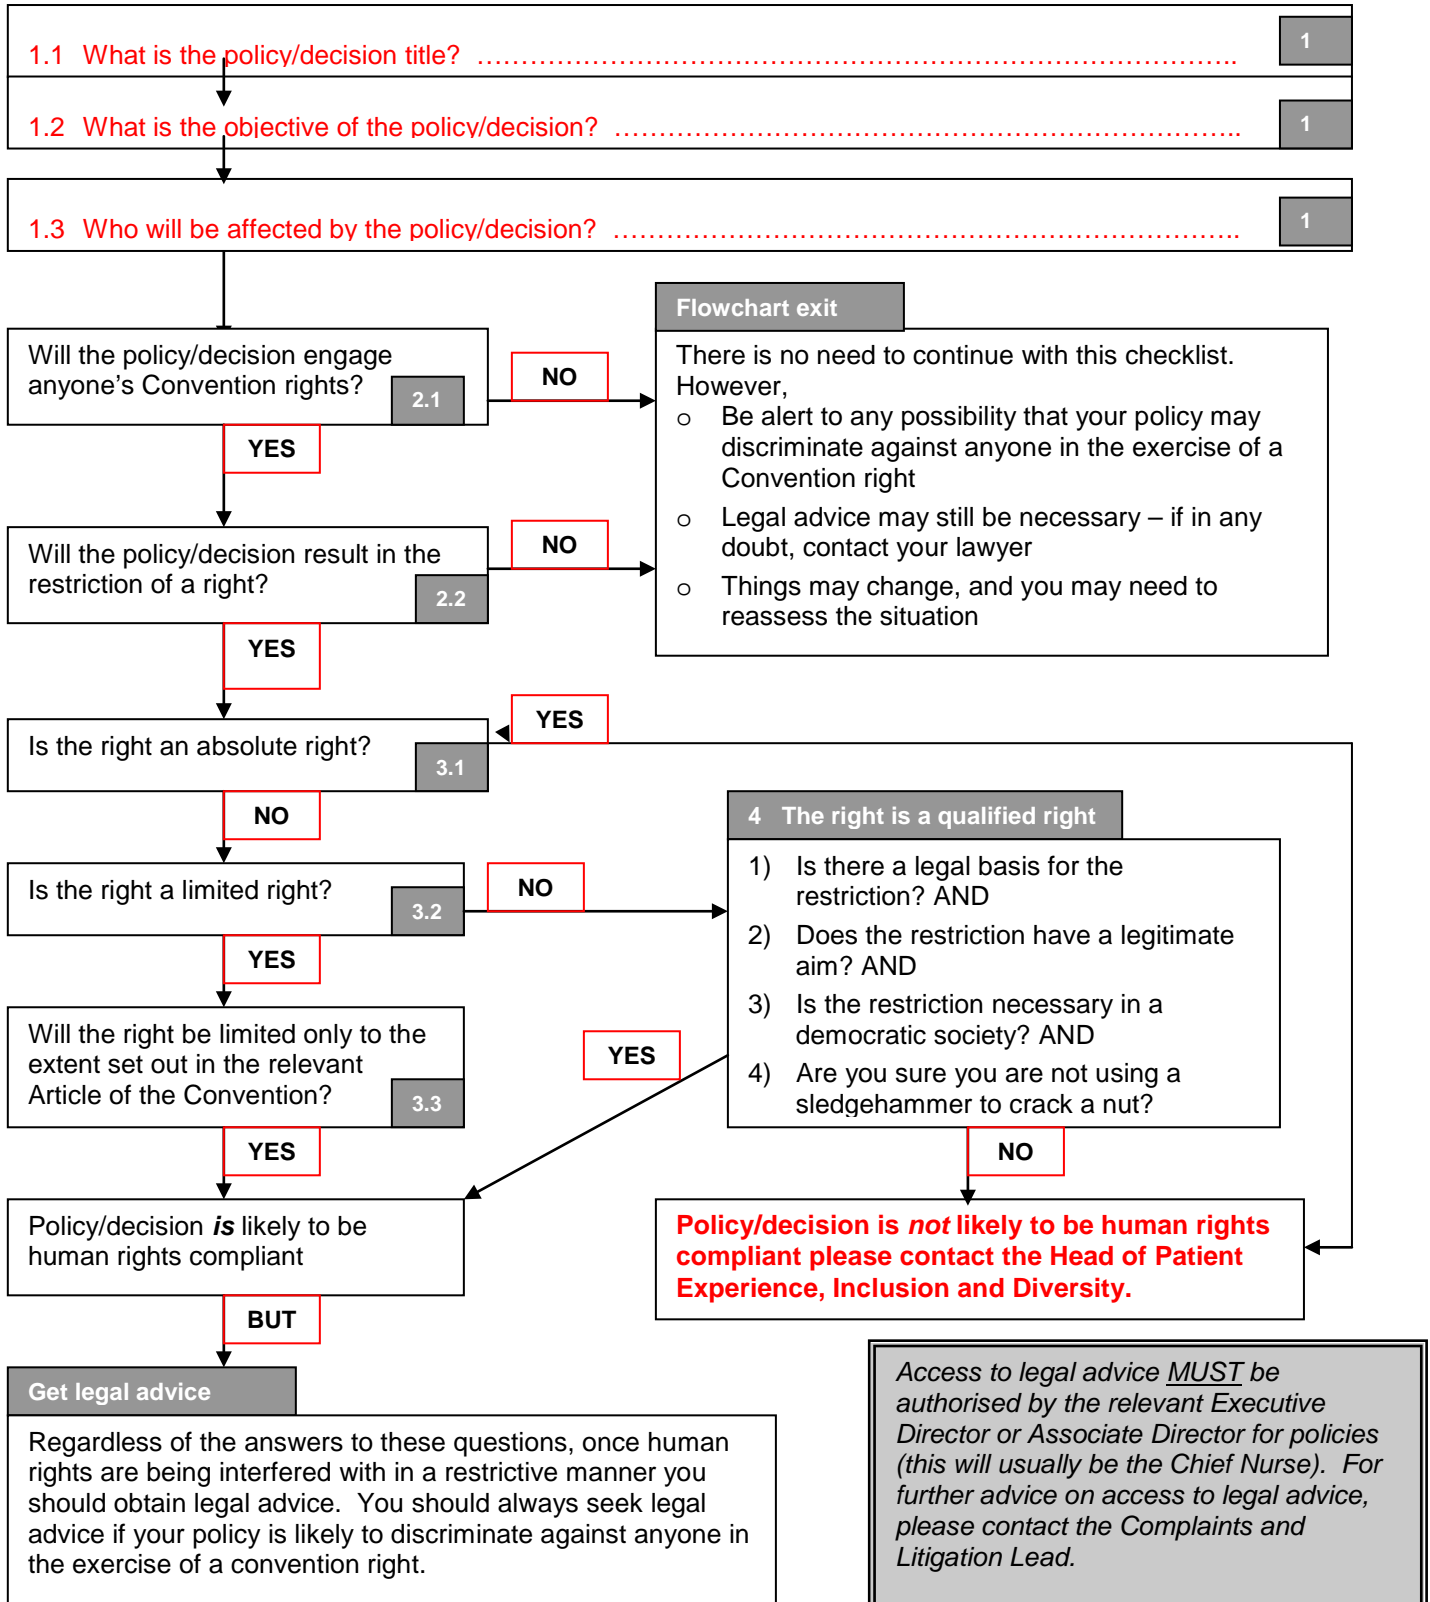 1.1 What is the policy/decision title? …………………………………………………………………………..
1
1.2 What is the objective of the policy/decision? ……………………………………………………………..
1
1.3 Who will be affected by the policy/decision? ……………………………………………………………..
1
Will the policy/decision engage
anyone’s Convention rights?
2.1
NO
YES
Flowchart exit
There is no need to continue with this checklist.
However,
o Be alert to any possibility that your policy may
discriminate against anyone in the exercise of a
Convention right
o Legal advice may still be necessary – if in any
doubt, contact your lawyer
o Things may change, and you may need to
reassess the situation
Will the policy/decision result in the
restriction of a right?
2.2
NO
YES
Is the right an absolute right?
3.1
YES
NO
Is the right a limited right?
3.2
NO
YES
4 The right is a qualified right
1) Is there a legal basis for the
restriction? AND
2) Does the restriction have a legitimate
aim? AND
3) Is the restriction necessary in a
democratic society? AND
4) Are you sure you are not using a
sledgehammer to crack a nut?
YES
NO
Will the right be limited only to the
extent set out in the relevant
Article of the Convention?
3.3
YES
Policy/decision is likely to be
human rights compliant
BUT
Policy/decision is not likely to be human rights
compliant please contact the Head of Patient
Experience, Inclusion and Diversity.
Get legal advice
Regardless of the answers to these questions, once human
rights are being interfered with in a restrictive manner you
should obtain legal advice. You should always seek legal
advice if your policy is likely to discriminate against anyone in
the exercise of a convention right.
Access to legal advice MUST be
authorised by the relevant Executive
Director or Associate Director for policies
(this will usually be the Chief Nurse). For
further advice on access to legal advice,
please contact the Complaints and
Litigation Lead.